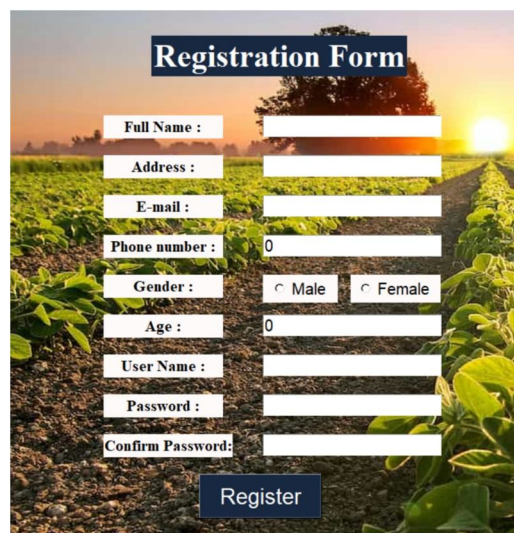 Registration Form
Full Name :
Address :
E-mail :
Phone number : 0
Gender : Male Female
Age : 0
User Name :
Password :
Confirm Password:
Register